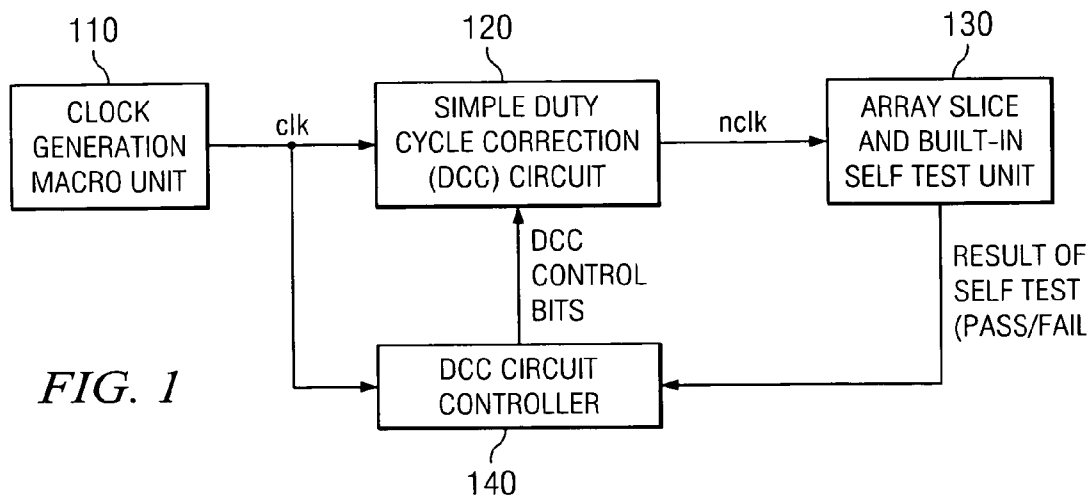 110
CLOCK
GENERATION
MACRO UNIT
clk
120
SIMPLE DUTY
CYCLE CORRECTION
(DCC) CIRCUIT
nclk
130
ARRAY SLICE
AND BUILT-IN
SELF TEST UNIT
DCC
CONTROL
BITS
RESULT OF
SELF TEST
(PASS/FAIL
FIG. 1
DCC CIRCUIT
CONTROLLER
140